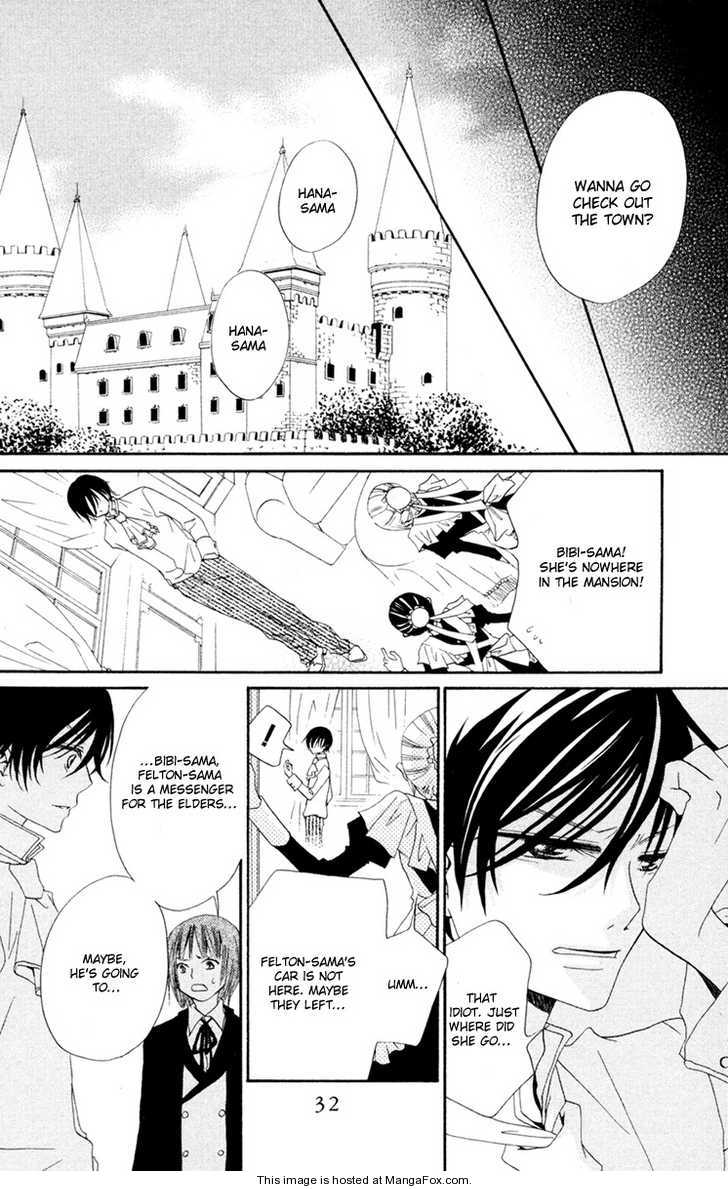 WANNA GO
CHECK OUT
THE TOWN?
HANA-
SAMA
HANA-
SAMA
BIBI-SAMA!
SHE'S NOWHERE
IN THE MANSION!
THAT
IDIOT. JUST
WHERE DID
SHE GO...
!
UMM...
FELTON-SAMA'S
CAR IS NOT
HERE. MAYBE
THEY LEFT...
...BIBI-SAMA,
FELTON-SAMA
IS A MESSENGER
FOR THE ELDERS...
MAYBE,
HE'S GOING
TO...
32
This image is hosted at MangaFox.com.